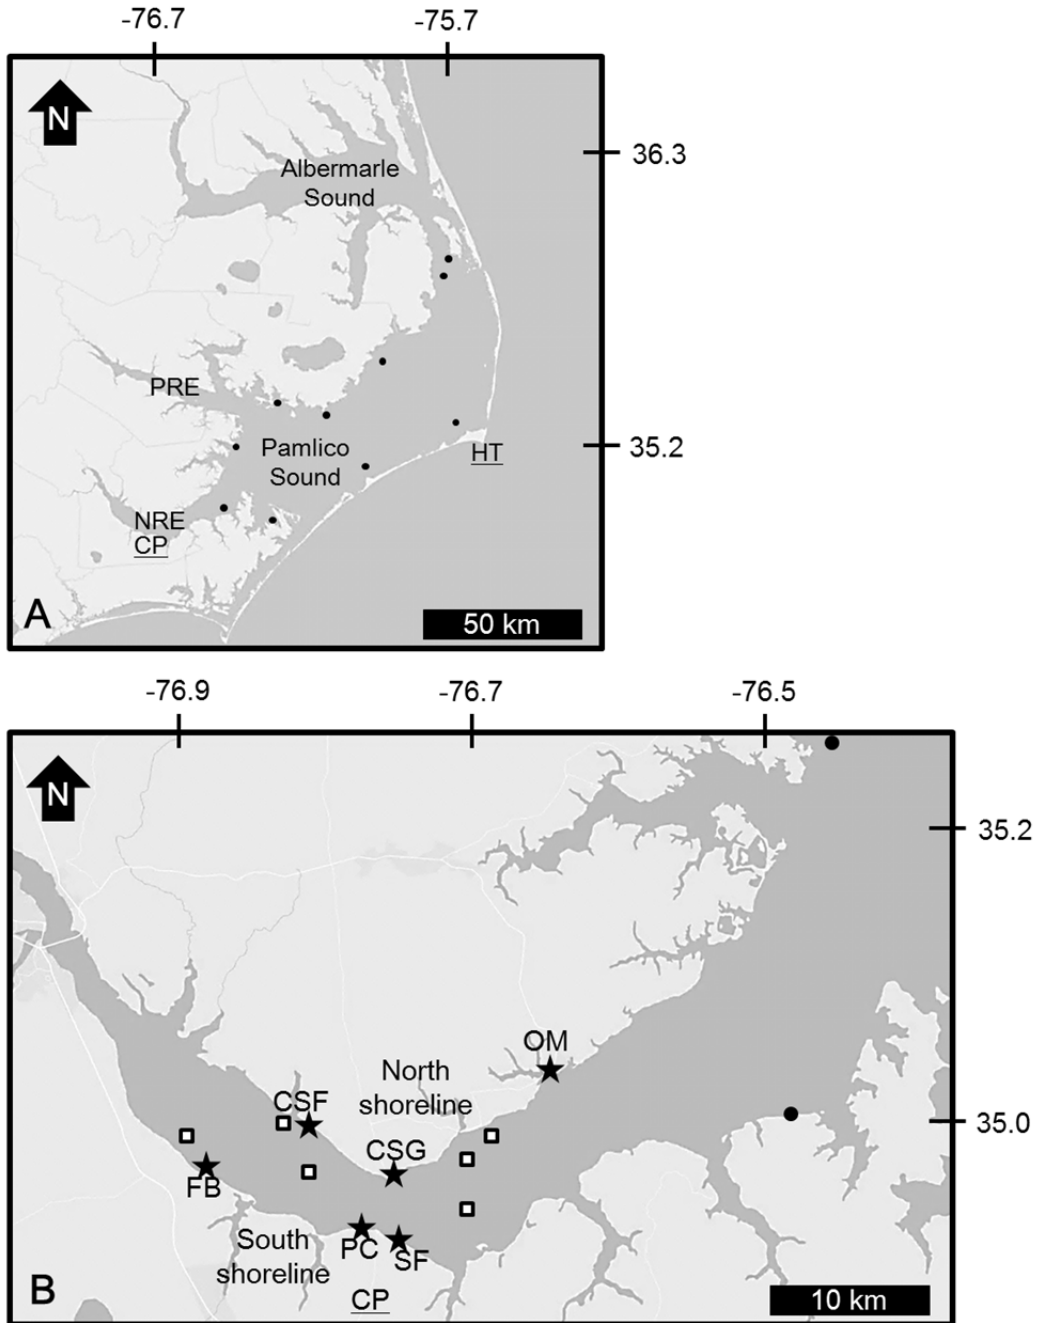 -76.7
-75.7
N
36.3
Albermarle
Sound
PRE
35.2
Pamlico
Sound
HT
NRE
CP
A
50 km
-76.9
-76.7
-76.5
N
35.2
OM
North
shoreline
35.0
CSF
CSG
FB
South
shoreline
PC
SF
CP
B
10 km